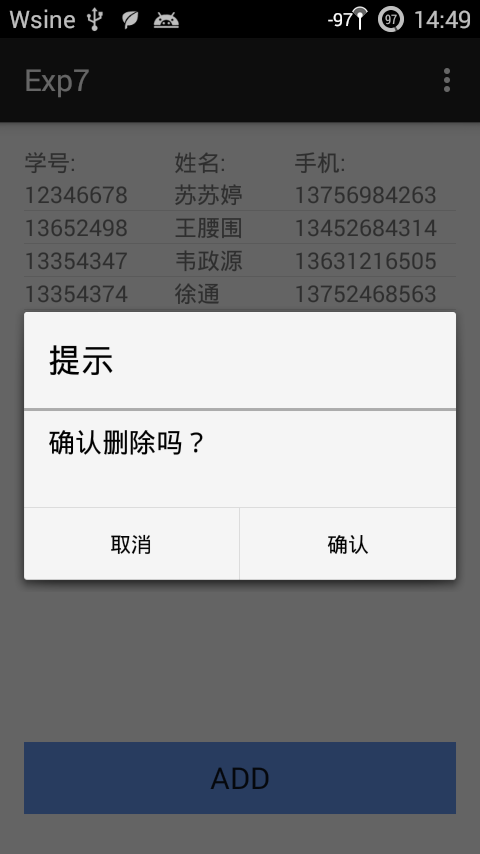 Wsine -97 97 14:49
Exp7
学号: 姓名: 手机:
12346678 苏苏婷 13756984263
13652498 王腰围 13452684314
13354347 韦政源 13631216505
13354374 徐通 13752468563
提示
确认删除吗？
取消 确认
ADD